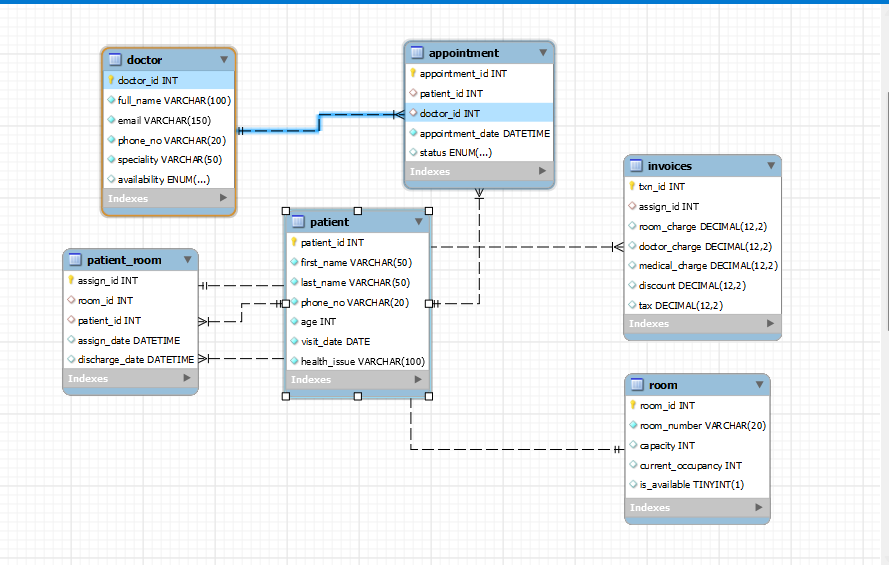 doctor
doctor_id INT
full_name VARCHAR(100)
email VARCHAR(150)
phone_no VARCHAR(20)
speciality VARCHAR(50)
availability ENUM(...)
Indexes
appointment
appointment_id INT
patient_id INT
doctor_id INT
appointment_date DATETIME
status ENUM(...)
Indexes
invoices
txn_id INT
assign_id INT
room_charge DECIMAL(12,2)
doctor_charge DECIMAL(12,2)
medical_charge DECIMAL(12,2)
discount DECIMAL(12,2)
tax DECIMAL(12,2)
Indexes
patient
patient_id INT
first_name VARCHAR(50)
last_name VARCHAR(50)
phone_no VARCHAR(20)
age INT
visit_date DATE
health_issue VARCHAR(100)
Indexes
patient_room
assign_id INT
room_id INT
patient_id INT
assign_date DATETIME
discharge_date DATETIME
Indexes
room
room_id INT
room_number VARCHAR(20)
capacity INT
current_occupancy INT
is_available TINYINT(1)
Indexes